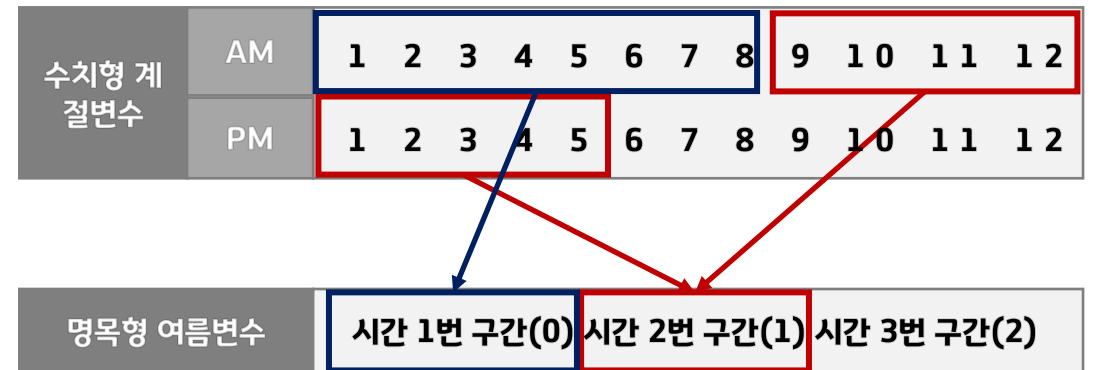 수치형 계
절변수
AM 1 2 3 4 5 6 7 8 9 10 11 12
PM 1 2 3 4 5 6 7 8 9 10 11 12
명목형 여름변수 시간 1번 구간(0) 시간 2번 구간(1) 시간 3번 구간(2)